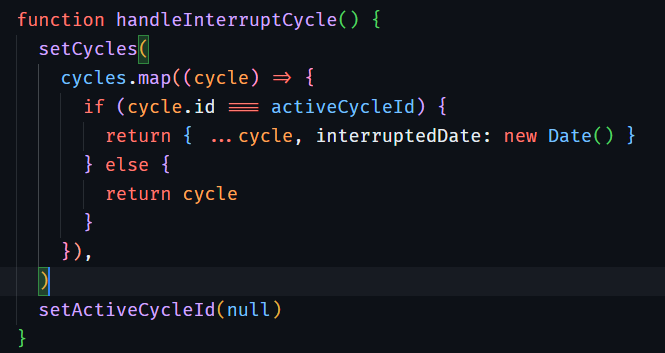 function handleInterruptCycle() {
  setCycles(
    cycles.map((cycle) => {
      if (cycle.id === activeCycleId) {
        return { ...cycle, interruptedDate: new Date() }
      } else {
        return cycle
      }
    }),
  )
  setActiveCycleId(null)
}